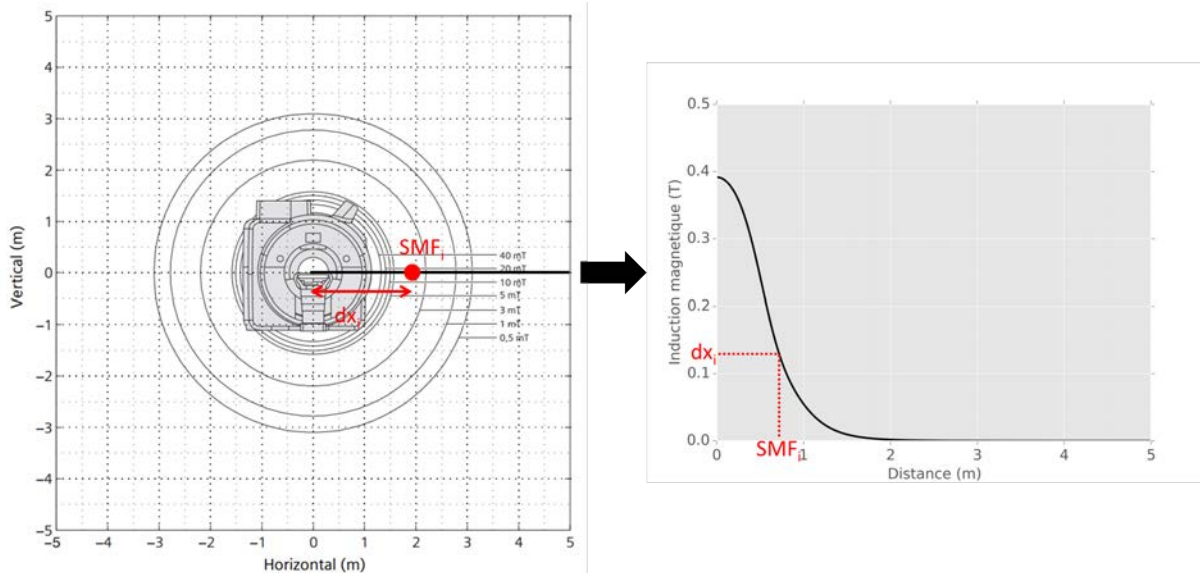 5
4
3
2
1
0
−1
−2
−3
−4
−5
Vertical (m)
−5 −4 −3 −2 −1 0 1 2 3 4 5
Horizontal (m)
SMFi
dxi
40 mT
20 mT
10 mT
5 mT
3 mT
1 mT
0,5 mT
0.5
0.4
0.3
0.2
0.1
0.0
Induction magnetique (T)
dxi
SMFi
0 1 2 3 4 5
Distance (m)